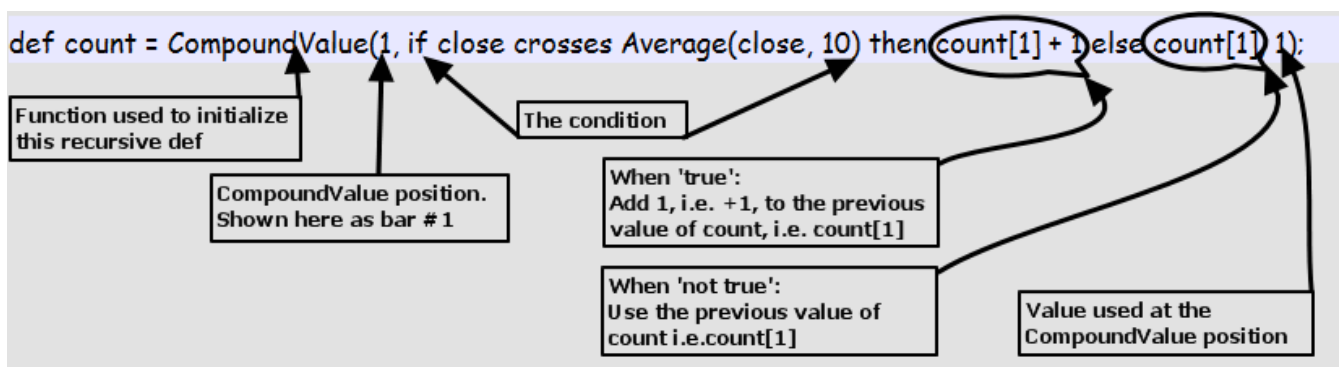 def count = CompoundValue(1, if close crosses Average(close, 10) then count[1] + 1 else count[1], 1);
Function used to initialize
this recursive def
The condition
CompoundValue position.
Shown here as bar #1
When 'true':
Add 1, i.e. +1, to the previous
value of count, i.e. count[1]
When 'not true':
Use the previous value of
count i.e.count[1]
Value used at the
CompoundValue position